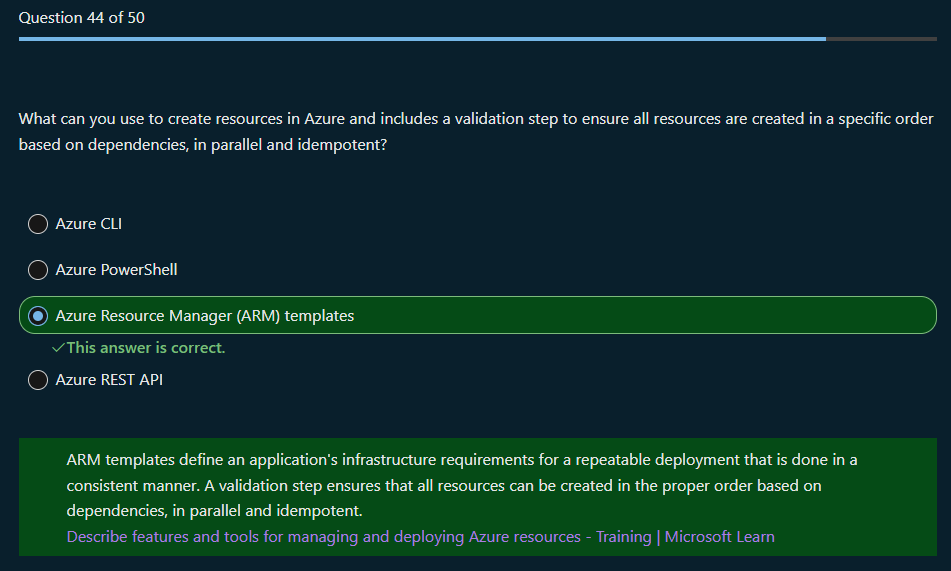 Question 44 of 50
What can you use to create resources in Azure and includes a validation step to ensure all resources are created in a specific order
based on dependencies, in parallel and idempotent?
Azure CLI
Azure PowerShell
Azure Resource Manager (ARM) templates
✓This answer is correct.
Azure REST API
ARM templates define an application's infrastructure requirements for a repeatable deployment that is done in a
consistent manner. A validation step ensures that all resources can be created in the proper order based on
dependencies, in parallel and idempotent.
Describe features and tools for managing and deploying Azure resources - Training | Microsoft Learn